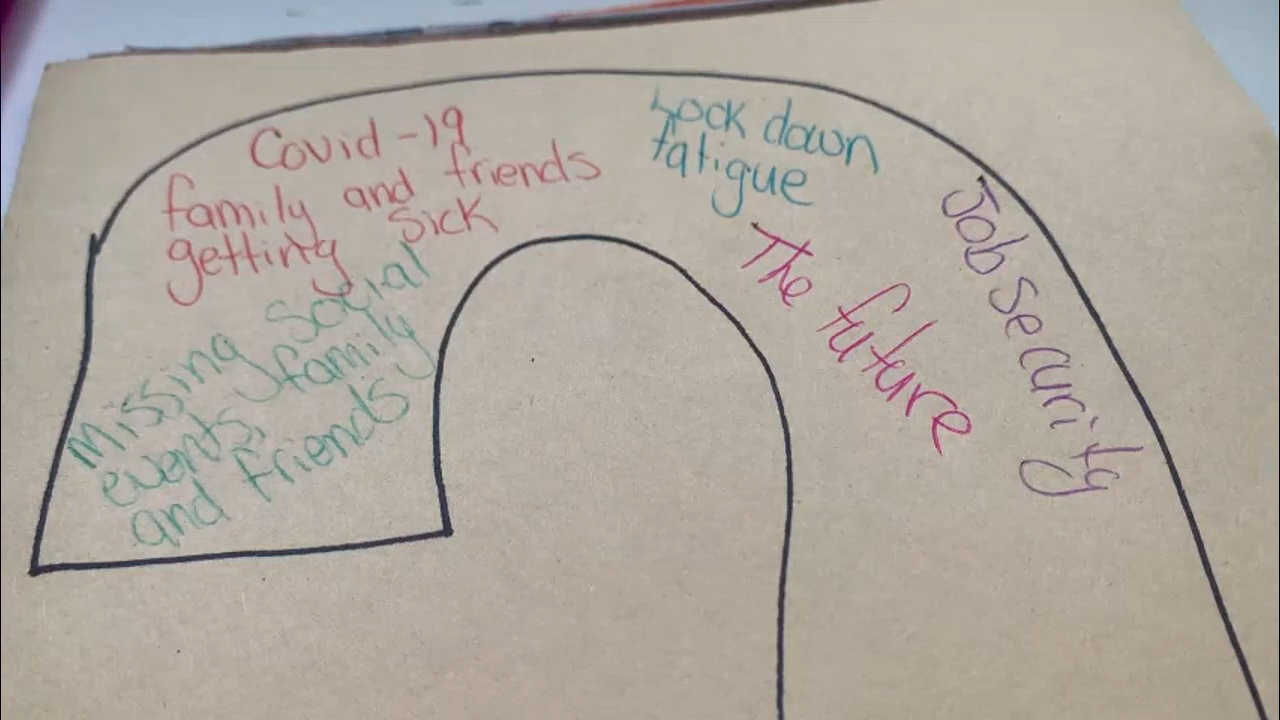 Covid-19
family and friends
getting sick
Missing social
events, family
and friends
Lock down
fatigue
The future
Job security